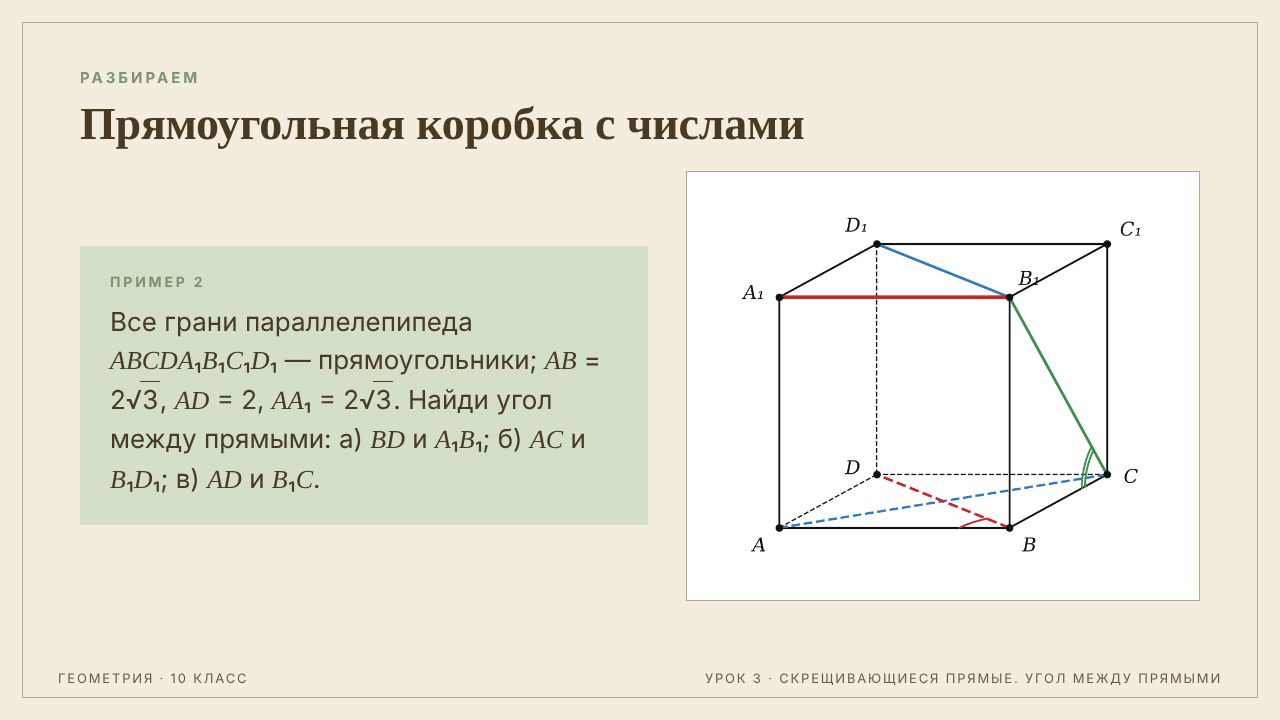 РАЗБИРАЕМ
Прямоугольная коробка с числами
ПРИМЕР 2
Все грани параллелепипеда
ABCDA₁B₁C₁D₁ — прямоугольники; AB =
2√3, AD = 2, AA₁ = 2√3. Найди угол
между прямыми: а) BD и A₁B₁; б) AC и
B₁D₁; в) AD и B₁C.
D₁
C₁
B₁
A₁
D
C
A
B
ГЕОМЕТРИЯ · 10 КЛАСС
УРОК 3 · СКРЕЩИВАЮЩИЕСЯ ПРЯМЫЕ. УГОЛ МЕЖДУ ПРЯМЫМИ